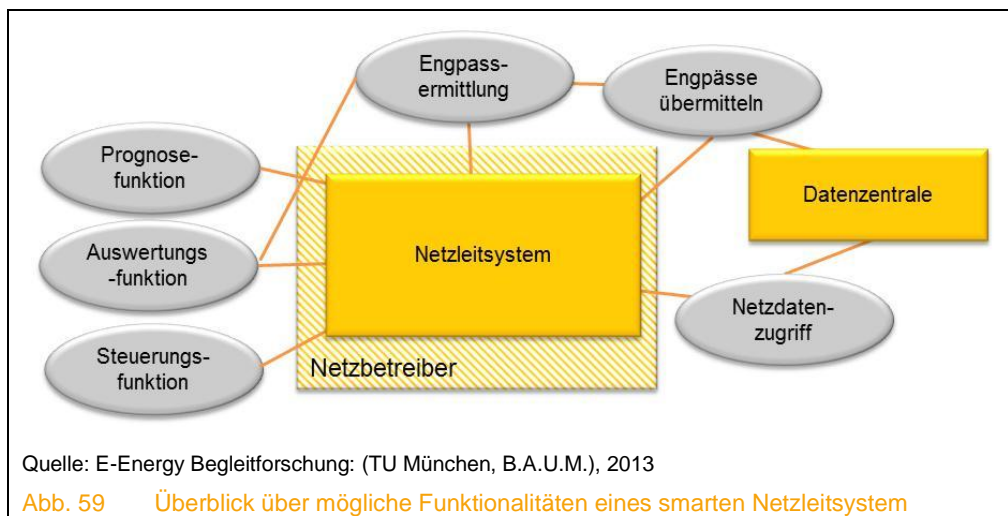 Engpass-
ermittlung
Engpässe
übermitteln
Prognose-
funktion
Datenzentrale
Auswertungs
-funktion
Netzleitsystem
Netzdaten-
zugriff
Steuerungs-
funktion
Netzbetreiber
Quelle: E-Energy Begleitforschung: (TU München, B.A.U.M.), 2013
Abb. 59 Überblick über mögliche Funktionalitäten eines smarten Netzleitsystem